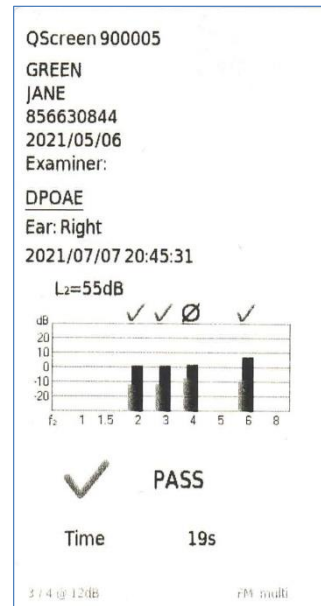 QScreen 900005
GREEN
JANE
856630844
2021/05/06
Examiner:
DPOAE
Ear: Right
2021/07/07 20:45:31
L₂=55dB
✓ ✓ Ø ✓
dB
20
10
0
-10
-20
f₂ 1 1.5 2 3 4 5 6 8
✓ PASS
Time 19s
3 / 4 @ 12dB FM multi